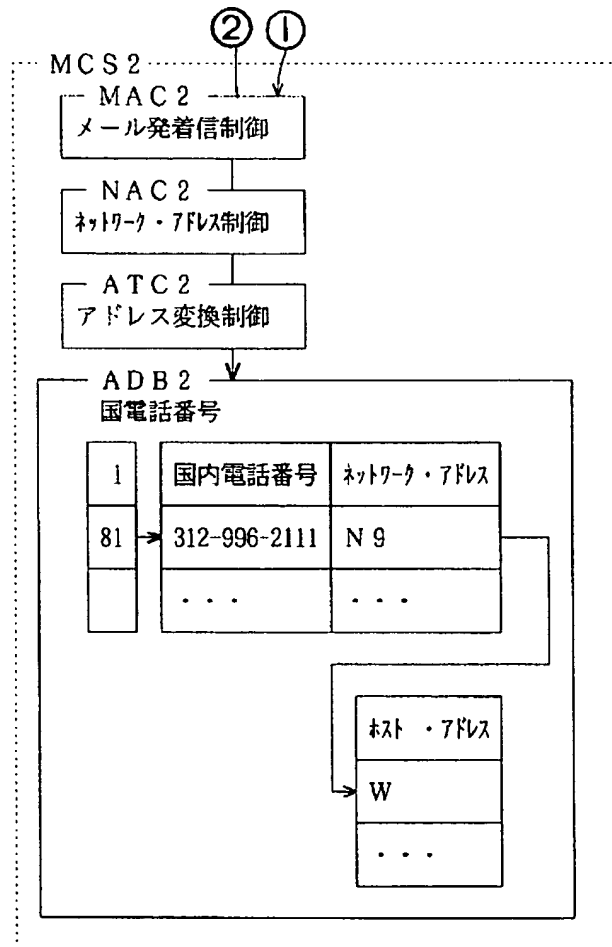 ② ①
MCS2
MAC2
メール発着信制御
NAC2
ネットワーク・アドレス制御
ATC2
アドレス変換制御
ADB2
国電話番号
1 国内電話番号 ネットワーク・アドレス
81 312-996-2111 N9
・・・ ・・・
ホスト・アドレス
W
・・・